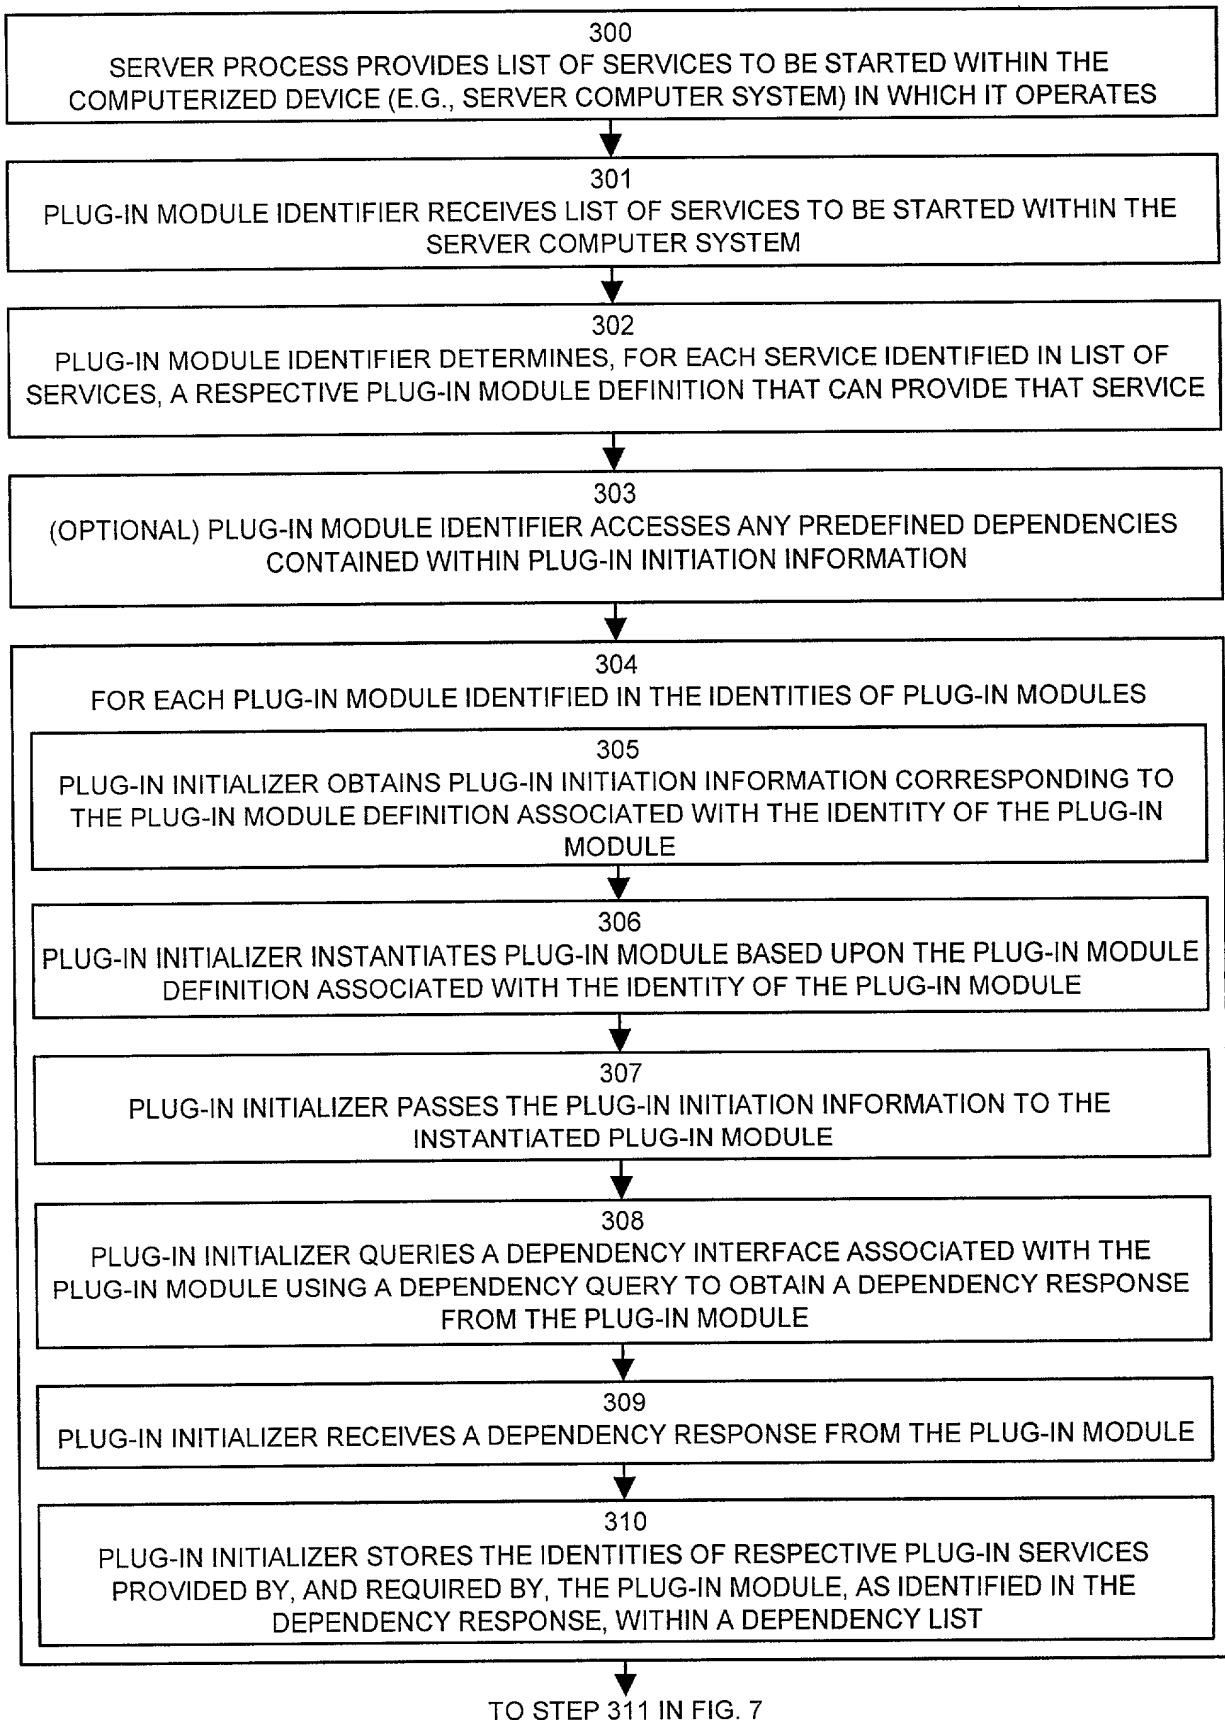 300
SERVER PROCESS PROVIDES LIST OF SERVICES TO BE STARTED WITHIN THE
COMPUTERIZED DEVICE (E.G., SERVER COMPUTER SYSTEM) IN WHICH IT OPERATES
301
PLUG-IN MODULE IDENTIFIER RECEIVES LIST OF SERVICES TO BE STARTED WITHIN THE
SERVER COMPUTER SYSTEM
302
PLUG-IN MODULE IDENTIFIER DETERMINES, FOR EACH SERVICE IDENTIFIED IN LIST OF
SERVICES, A RESPECTIVE PLUG-IN MODULE DEFINITION THAT CAN PROVIDE THAT SERVICE
303
(OPTIONAL) PLUG-IN MODULE IDENTIFIER ACCESSES ANY PREDEFINED DEPENDENCIES
CONTAINED WITHIN PLUG-IN INITIATION INFORMATION
304
FOR EACH PLUG-IN MODULE IDENTIFIED IN THE IDENTITIES OF PLUG-IN MODULES
305
PLUG-IN INITIALIZER OBTAINS PLUG-IN INITIATION INFORMATION CORRESPONDING TO
THE PLUG-IN MODULE DEFINITION ASSOCIATED WITH THE IDENTITY OF THE PLUG-IN
MODULE
306
PLUG-IN INITIALIZER INSTANTIATES PLUG-IN MODULE BASED UPON THE PLUG-IN MODULE
DEFINITION ASSOCIATED WITH THE IDENTITY OF THE PLUG-IN MODULE
307
PLUG-IN INITIALIZER PASSES THE PLUG-IN INITIATION INFORMATION TO THE
INSTANTIATED PLUG-IN MODULE
308
PLUG-IN INITIALIZER QUERIES A DEPENDENCY INTERFACE ASSOCIATED WITH THE
PLUG-IN MODULE USING A DEPENDENCY QUERY TO OBTAIN A DEPENDENCY RESPONSE
FROM THE PLUG-IN MODULE
309
PLUG-IN INITIALIZER RECEIVES A DEPENDENCY RESPONSE FROM THE PLUG-IN MODULE
310
PLUG-IN INITIALIZER STORES THE IDENTITIES OF RESPECTIVE PLUG-IN SERVICES
PROVIDED BY, AND REQUIRED BY, THE PLUG-IN MODULE, AS IDENTIFIED IN THE
DEPENDENCY RESPONSE, WITHIN A DEPENDENCY LIST
TO STEP 311 IN FIG. 7